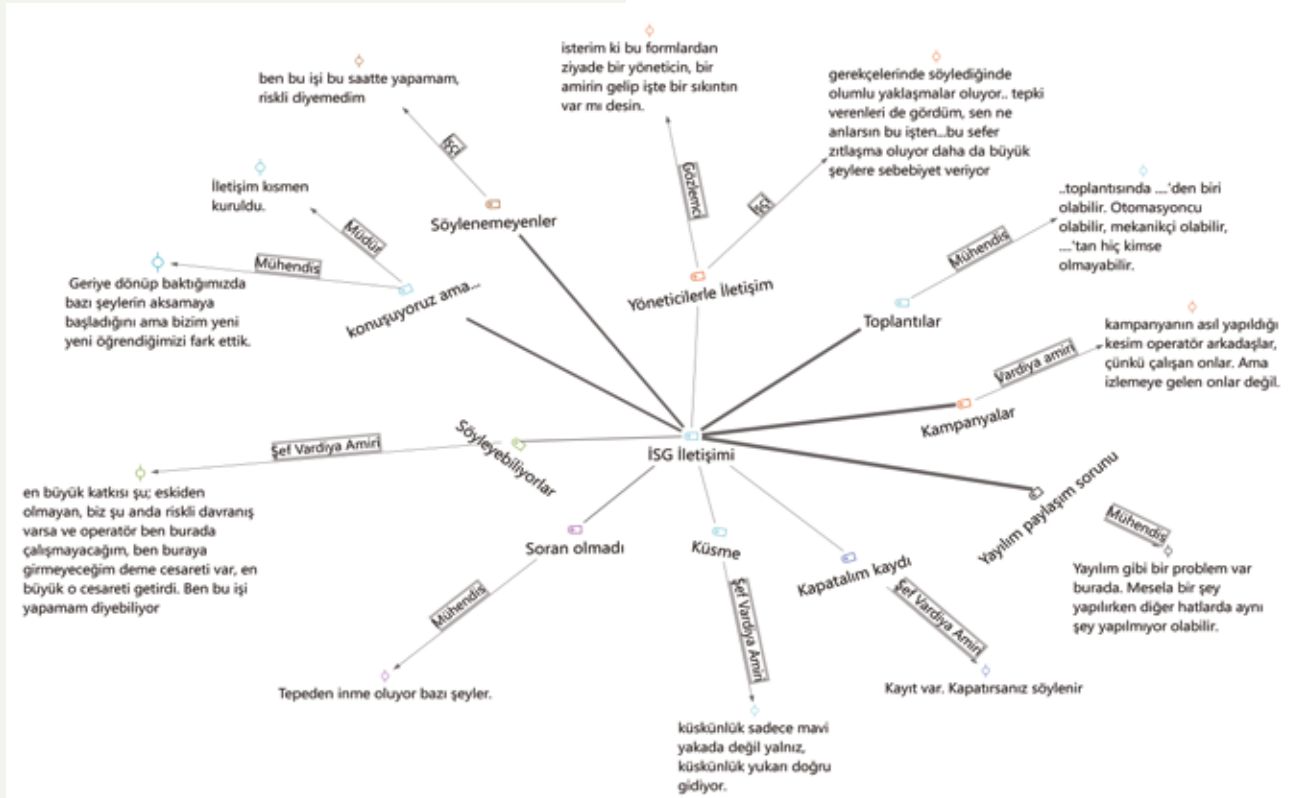 isterim ki bu formlardan
ziyade bir yöneticin, bir
amirin gelip işte bir sıkıntın
var mı desin.
ben bu işi bu saatte yapamam,
riskli diyemedim
gerekçelerinde söylediğinde
olumlu yaklaşmalar oluyor.. tepki
verenleri de gördüm, sen ne
anlarsın bu işten...bu sefer
zıtlaşma oluyor daha da büyük
şeylere sebebiyet veriyor
İşçi
Gözlemci
İşçi
İletişim kısmen
kuruldu.
..toplantısında ....'den biri
olabilir. Otomasyoncu
olabilir, mekanikçi olabilir,
....'tan hiç kimse
olmayabilir.
Söylenemeyenler
Müdür
Mühendis
Mühendis
Geriye dönüp baktığımızda
bazı şeylerin aksamaya
başladığını ama bizim yeni
yeni öğrendiğimizi fark ettik.
konuşuyoruz ama...
Yöneticilerle İletişim
Toplantılar
kampanyanın asıl yapıldığı
kesim operatör arkadaşlar,
çünkü çalışan onlar. Ama
izlemeye gelen onlar değil.
Vardiya amiri
Kampanyalar
Şef Vardiya Amiri
Söyleyebiliyorlar
İSG İletişimi
en büyük katkısı şu; eskiden
olmayan, biz şu anda riskli davranış
varsa ve operatör ben burada
çalışmayacağım, ben buraya
girmeyeceğim deme cesareti var, en
büyük o cesareti getirdi. Ben bu işi
yapamam diyebiliyor
Soran olmadı
Küsme
Kapatalım kaydı
Yayılım paylaşım sorunu
Mühendis
Yayılım gibi bir problem var
burada. Mesela bir şey
yapılırken diğer hatlarda aynı
şey yapılmıyor olabilir.
Mühendis
Şef Vardiya Amiri
Şef Vardiya Amiri
Tepeden inme oluyor bazı şeyler.
Kayıt var. Kapatırsanız söylenir
küskünlük sadece mavi
yakada değil yalnız,
küskünlük yukarı doğru
gidiyor.